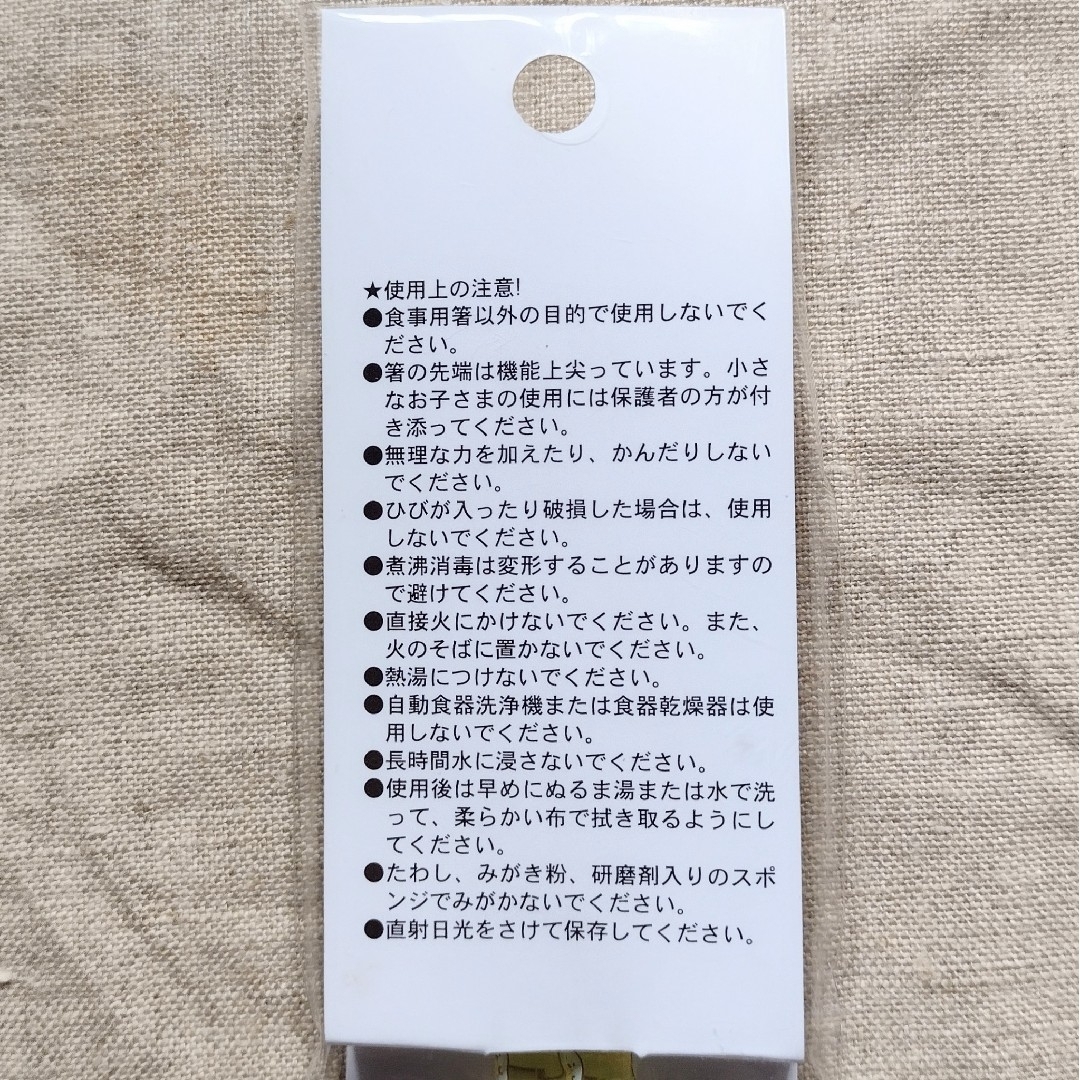 ★使用上の注意!
●食事用箸以外の目的で使用しないでく
ださい。
●箸の先端は機能上尖っています。小さ
なお子さまの使用には保護者の方が付
き添ってください。
●無理な力を加えたり、かんだりしない
でください。
●ひびが入ったり破損した場合は、使用
しないでください。
●煮沸消毒は変形することがありますの
で避けてください。
●直接火にかけないでください。また、
火のそばに置かないでください。
●熱湯につけないでください。
●自動食器洗浄機または食器乾燥器は使
用しないでください。
●長時間水に浸さないでください。
●使用後は早めにぬるま湯または水で洗
って、柔らかい布で拭き取るようにし
てください。
●たわし、みがき粉、研磨剤入りのスポ
ンジでみがかないでください。
●直射日光をさけて保存してください。